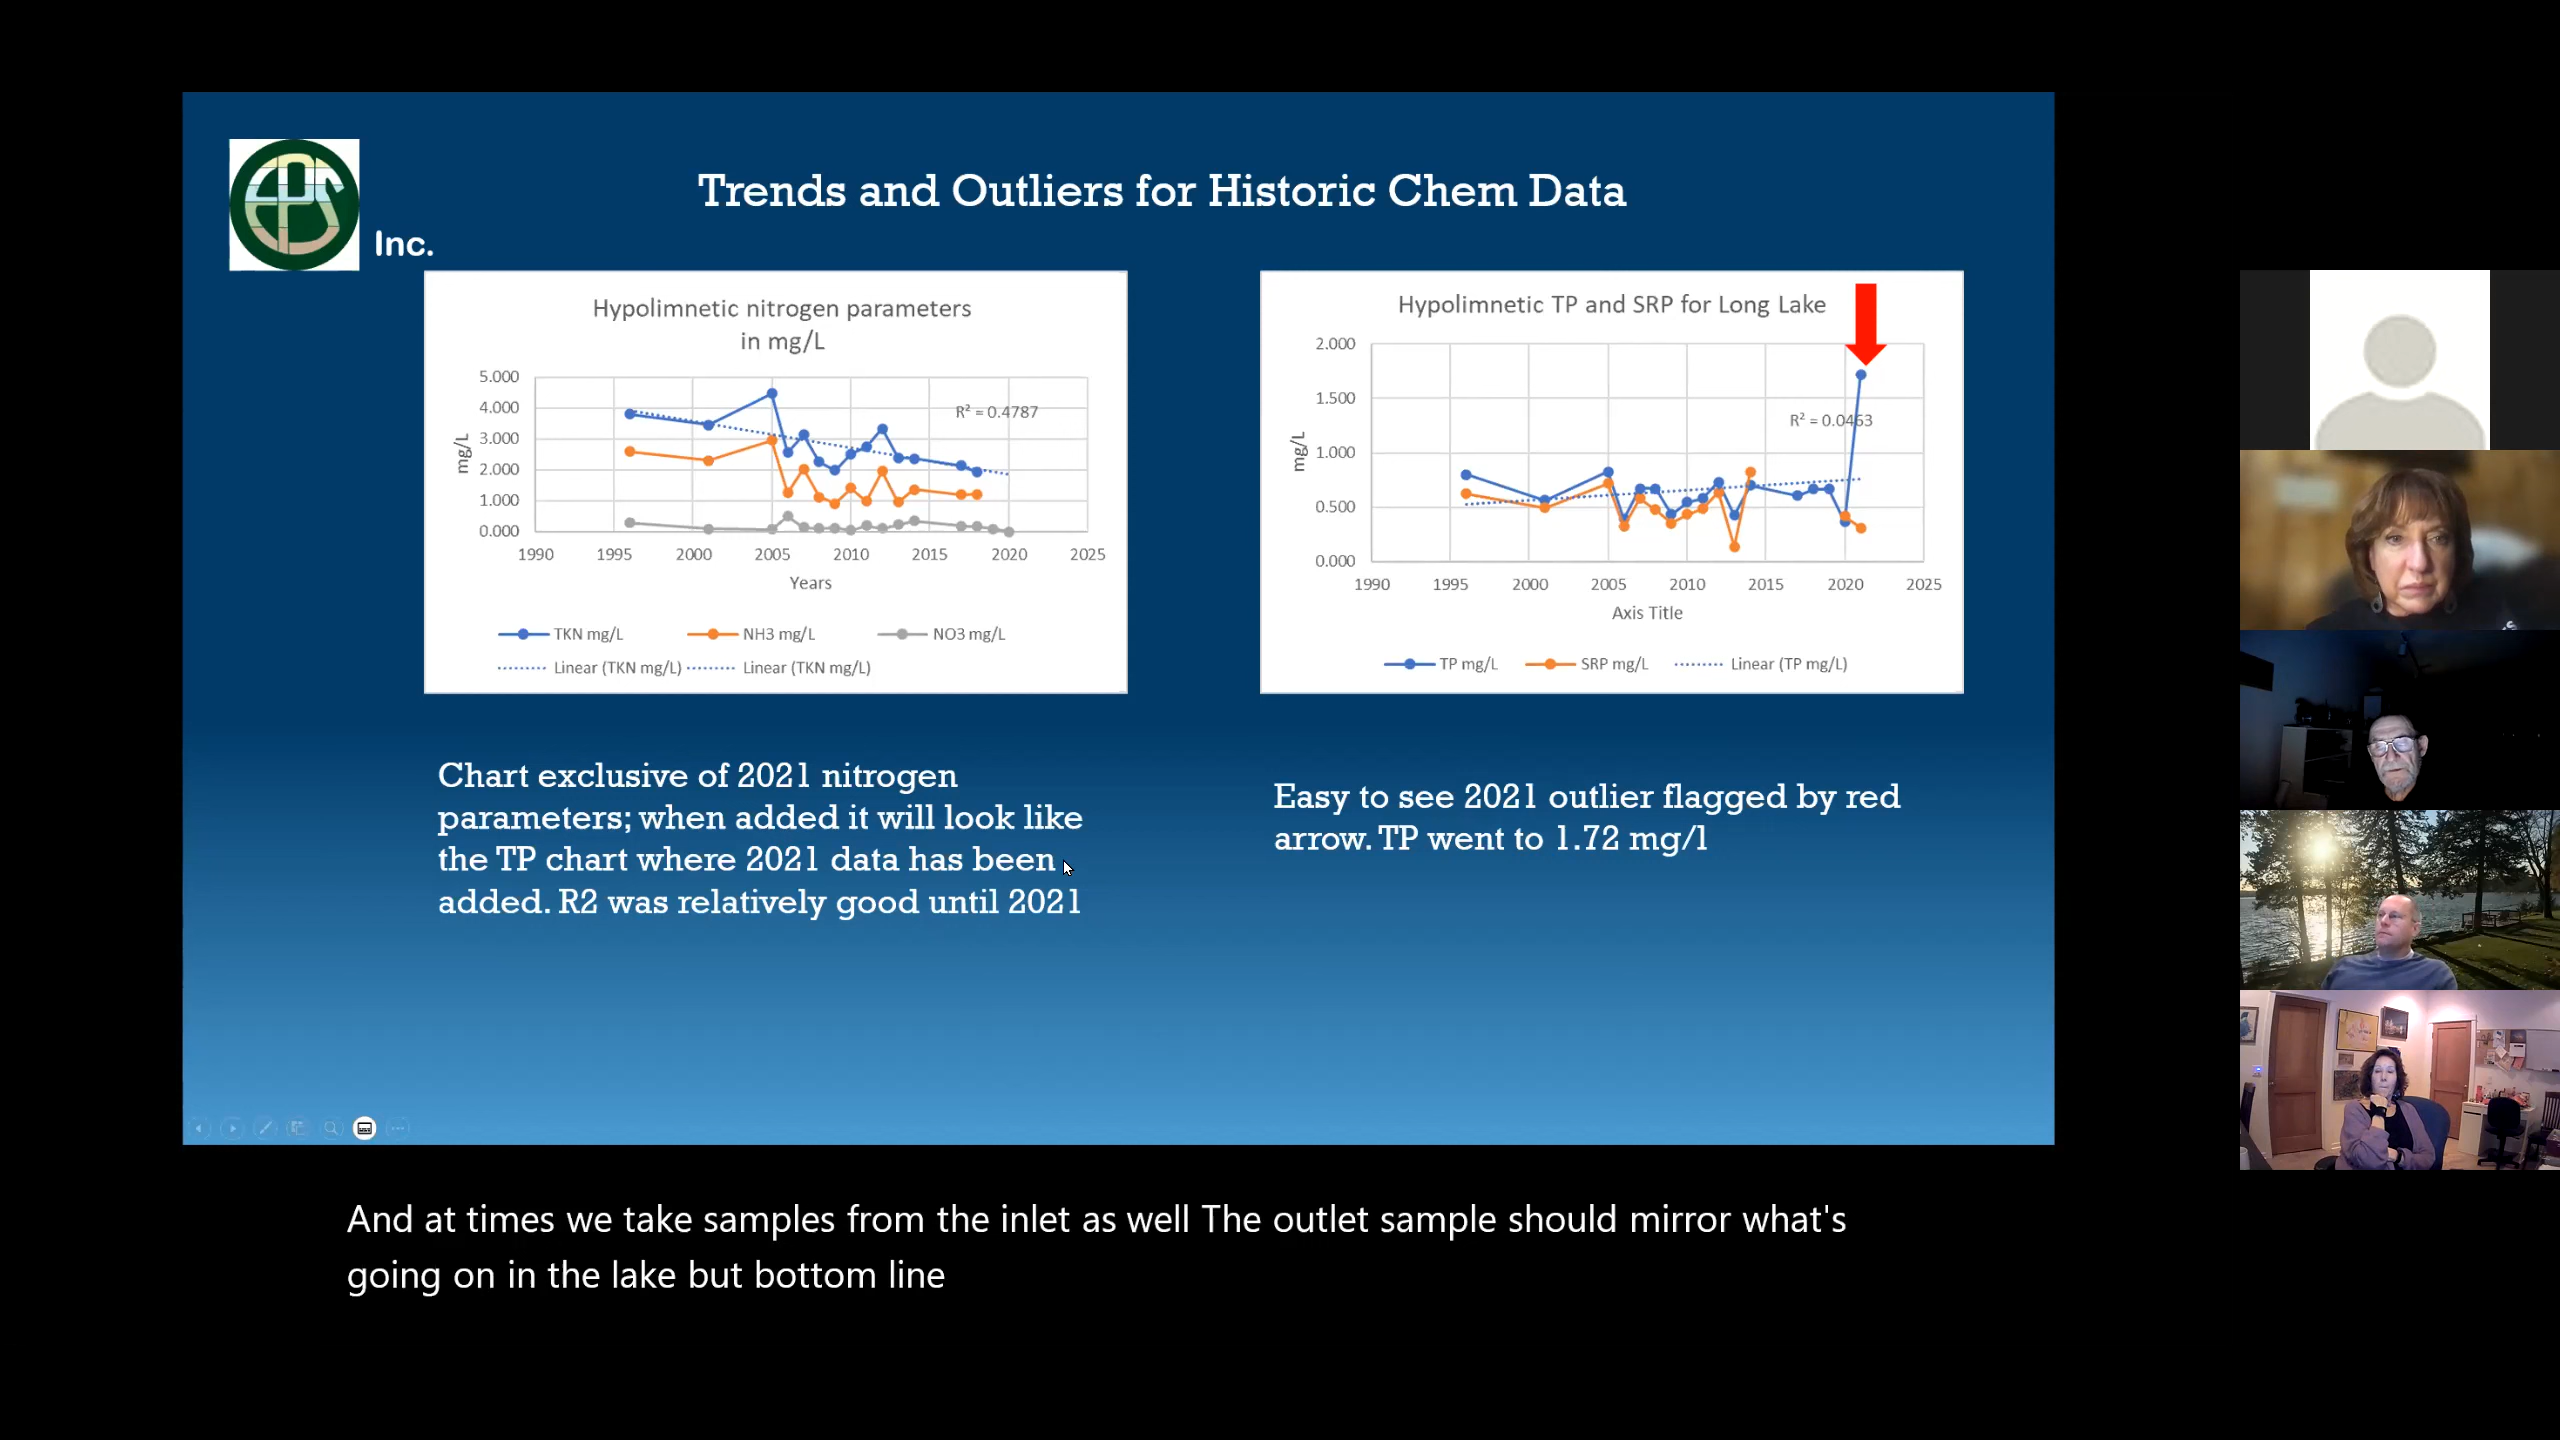 EPS
Inc.
Trends and Outliers for Historic Chem Data
Hypolimnetic nitrogen parameters
in mg/L
5.000
4.000
3.000
2.000
1.000
0.000
mg/L
R² = 0.4787
1990 1995 2000 2005 2010 2015 2020 2025
Years
TKN mg/L NH3 mg/L NO3 mg/L
Linear (TKN mg/L) Linear (TKN mg/L)
Hypolimnetic TP and SRP for Long Lake
2.000
1.500
1.000
0.500
0.000
mg/L
R² = 0.0463
1990 1995 2000 2005 2010 2015 2020 2025
Axis Title
TP mg/L SRP mg/L Linear (TP mg/L)
Chart exclusive of 2021 nitrogen
parameters; when added it will look like
the TP chart where 2021 data has been
added. R2 was relatively good until 2021
Easy to see 2021 outlier flagged by red
arrow. TP went to 1.72 mg/l
And at times we take samples from the inlet as well The outlet sample should mirror what's
going on in the lake but bottom line